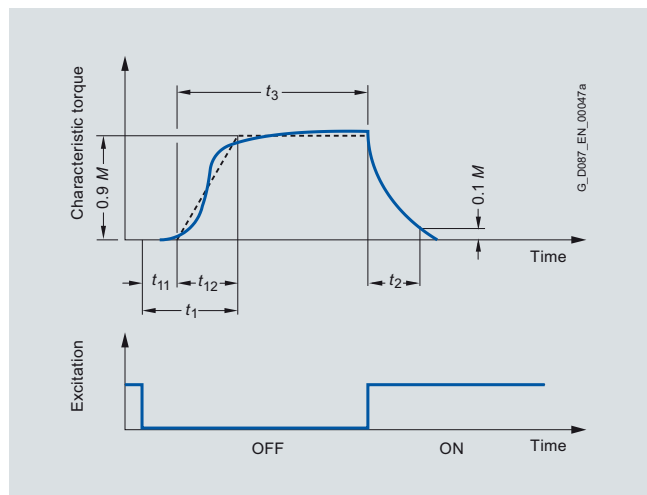 Characteristic torque
t3
0.9 M
0.1 M
G_D087_EN_00047a
Time
t11
t12
t2
t1
Excitation
OFF
ON
Time